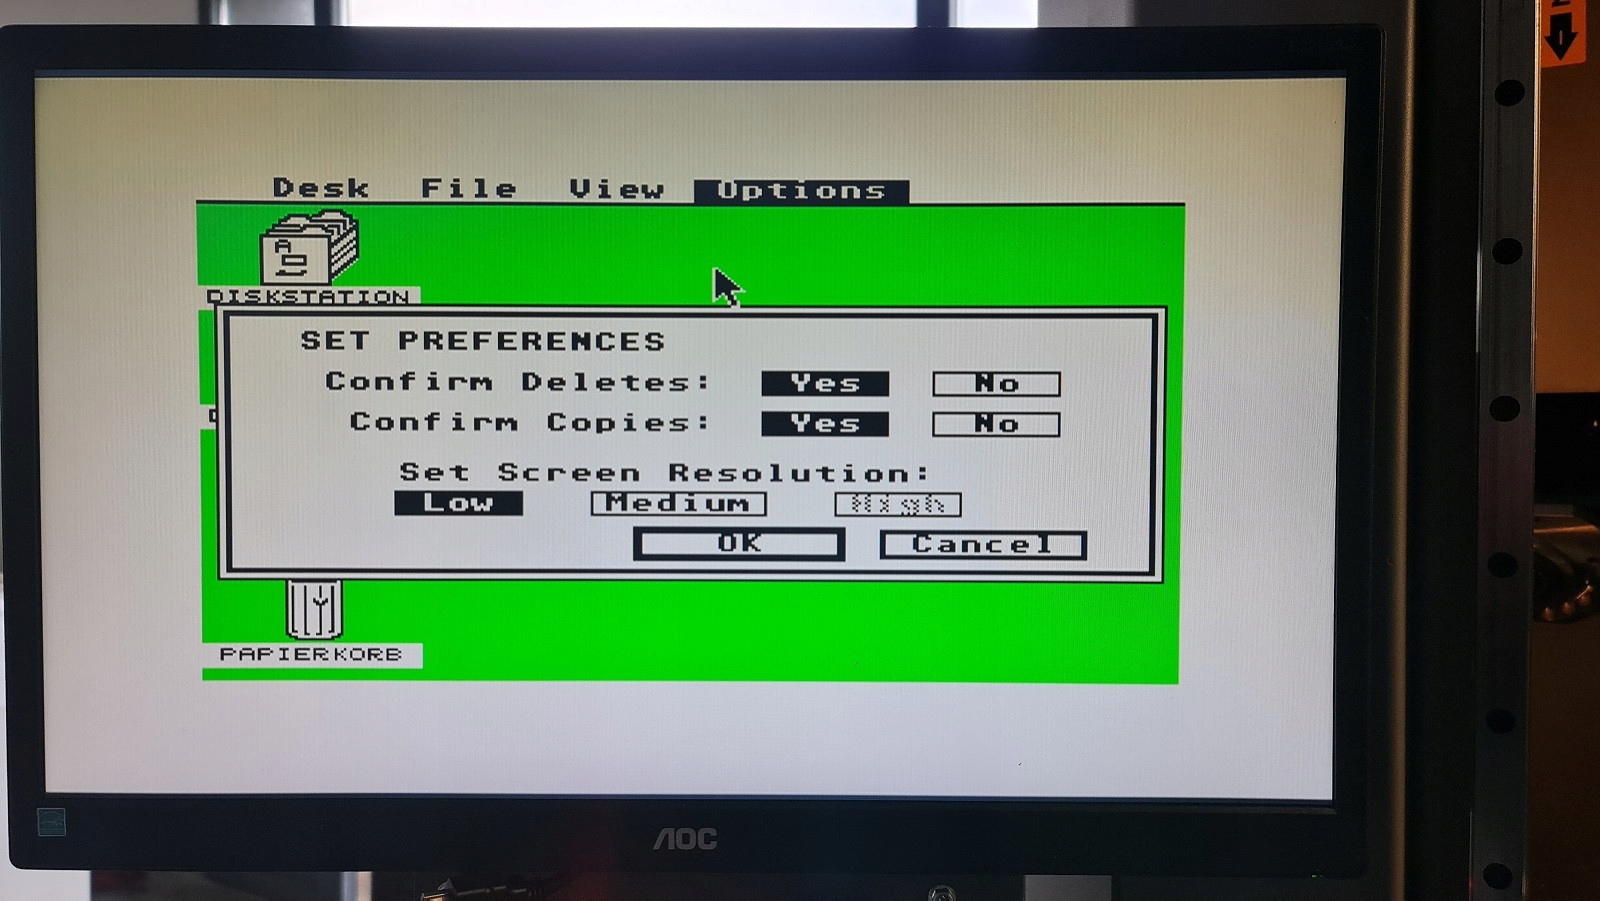 Desk File View Options
A
DISKSTATION
SET PREFERENCES
Confirm Deletes: Yes No
Confirm Copies: Yes No
Set Screen Resolution:
Low Medium High
OK Cancel
PAPIERKORB
AOC